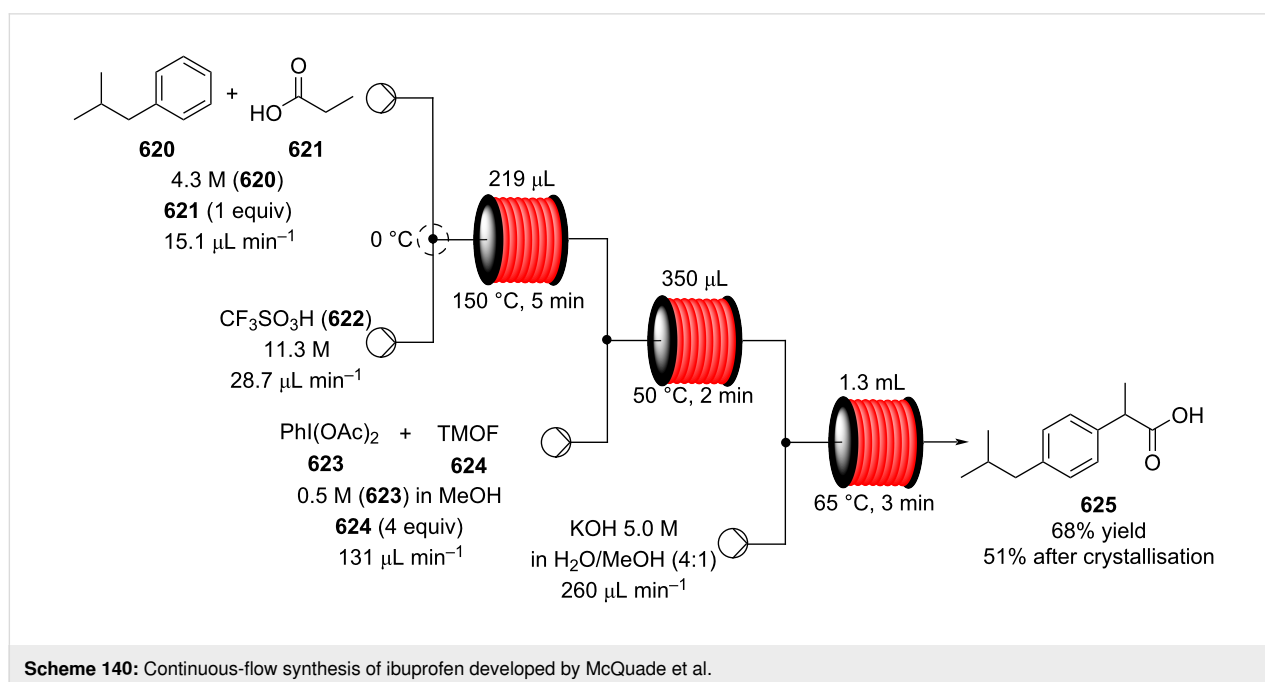 O
+
HO
620
621
4.3 M (620)
621 (1 equiv)
15.1 µL min⁻¹
0 °C
219 µL
150 °C, 5 min
CF₃SO₃H (622)
11.3 M
28.7 µL min⁻¹
350 µL
50 °C, 2 min
PhI(OAc)₂ + TMOF
623 624
0.5 M (623) in MeOH
624 (4 equiv)
131 µL min⁻¹
1.3 mL
65 °C, 3 min
KOH 5.0 M
in H₂O/MeOH (4:1)
260 µL min⁻¹
OH
O
625
68% yield
51% after crystallisation
Scheme 140: Continuous-flow synthesis of ibuprofen developed by McQuade et al.